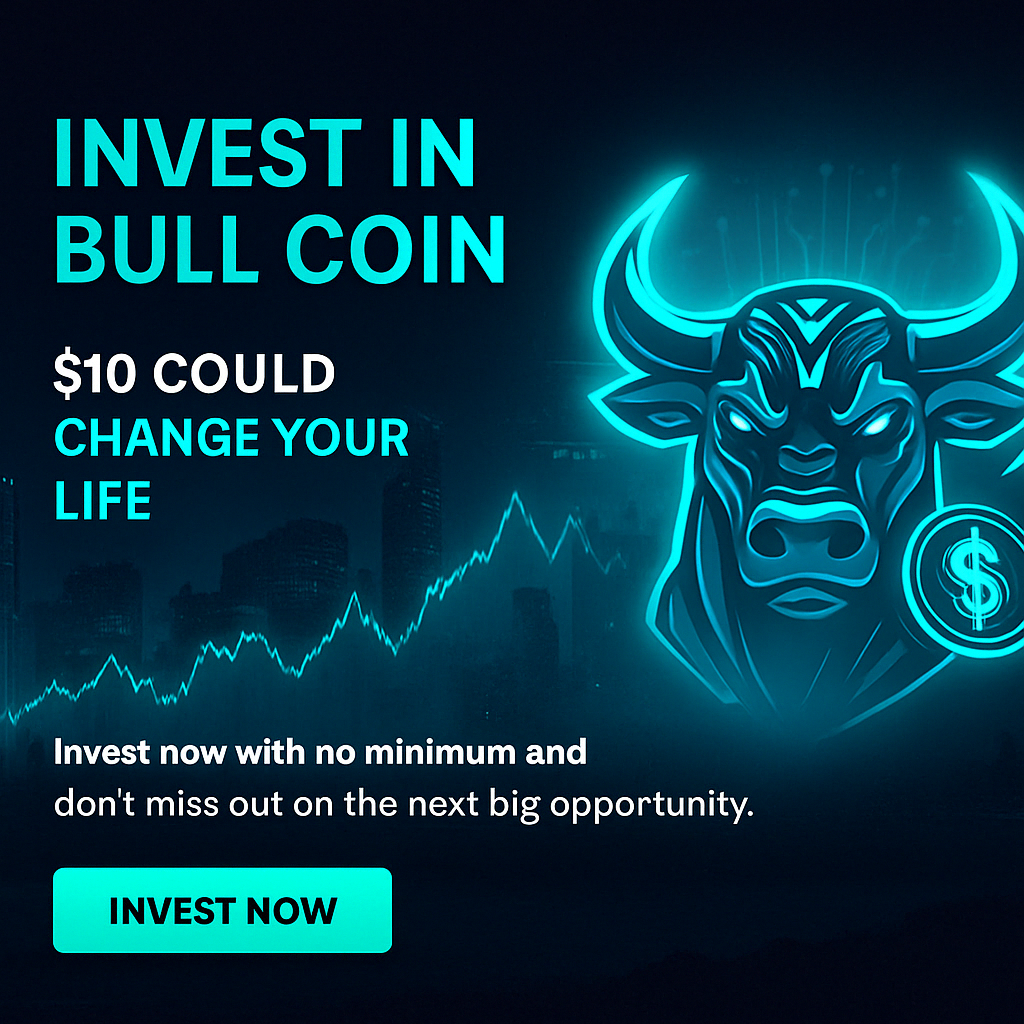 INVEST IN
BULL COIN
$10 COULD
CHANGE YOUR
LIFE
$
Invest now with no minimum and
don't miss out on the next big opportunity.
INVEST NOW